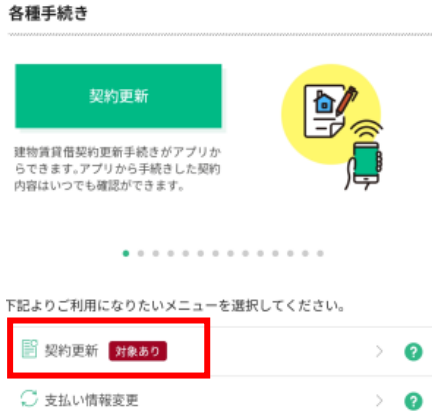 各種手続き
契約更新
建物賃貸借契約更新手続きがアプリか
らできます。アプリから手続きした契約
内容はいつでも確認ができます。
下記よりご利用になりたいメニューを選択してください。
契約更新 対象あり
支払い情報変更